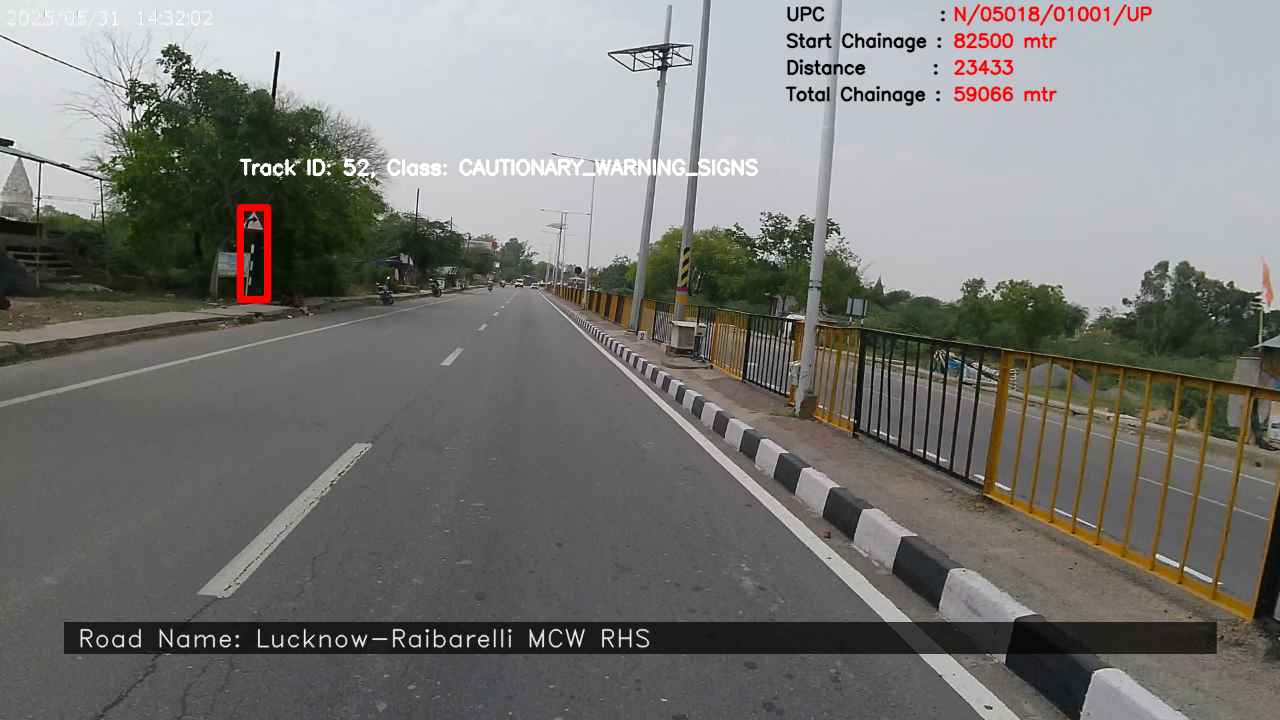 2025/05/31 14:32:02
UPC : N/05018/01001/UP
Start Chainage : 82500 mtr
Distance : 23433
Total Chainage : 59066 mtr
Track ID: 52, Class: CAUTIONARY_WARNING_SIGNS
Road Name: Lucknow-Raibarelli MCW RHS